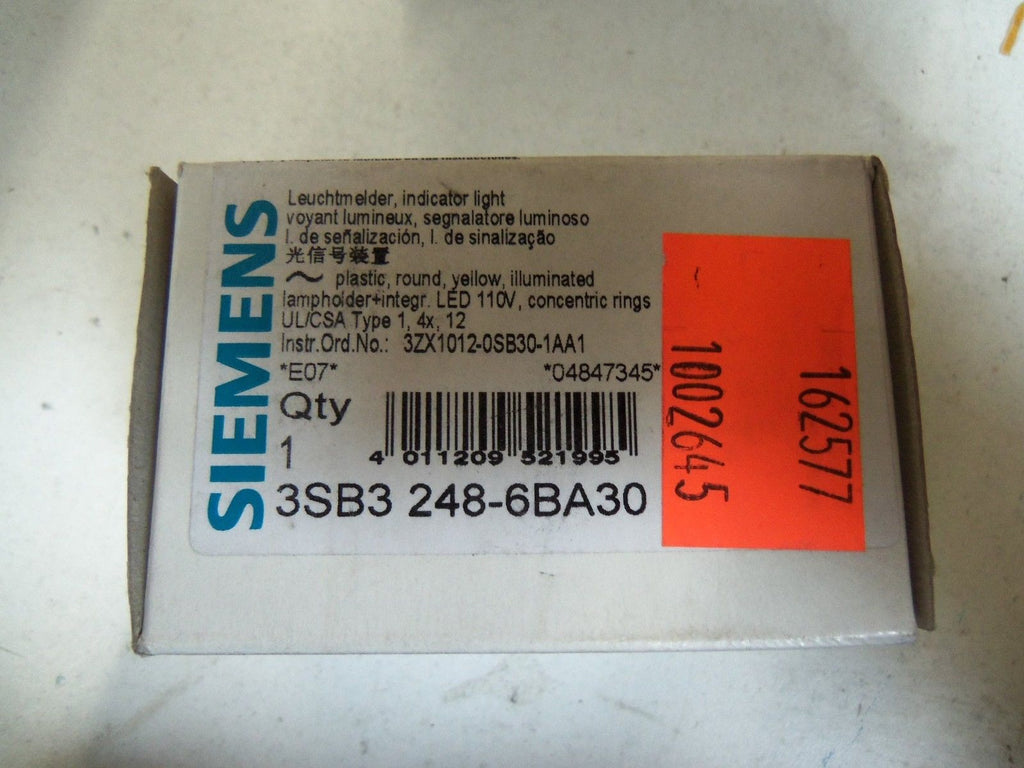 SIEMENS
Leuchtmelder, indicator light
voyant lumineux, segnalatore luminoso
l. de señalización, l. de sinalização
光信号装置
~ plastic, round, yellow, illuminated
lampholder+integr. LED 110V, concentric rings
UL/CSA Type 1, 4x, 12
Instr.Ord.No.: 3ZX1012-0SB30-1AA1
*E07* *04847345*
Qty
1
4 011209 521995
3SB3 248-6BA30
162577
1002645